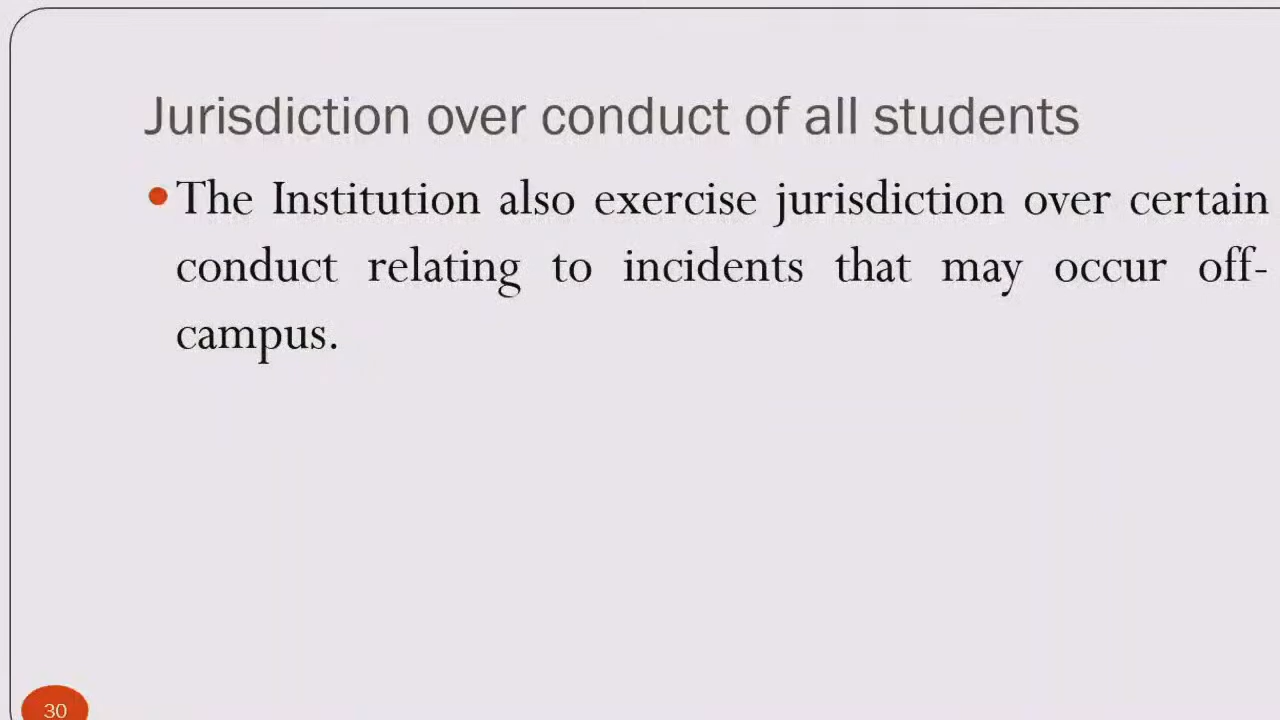 Jurisdiction over conduct of all students
The Institution also exercise jurisdiction over certain
conduct relating to incidents that may occur off-
campus.
30